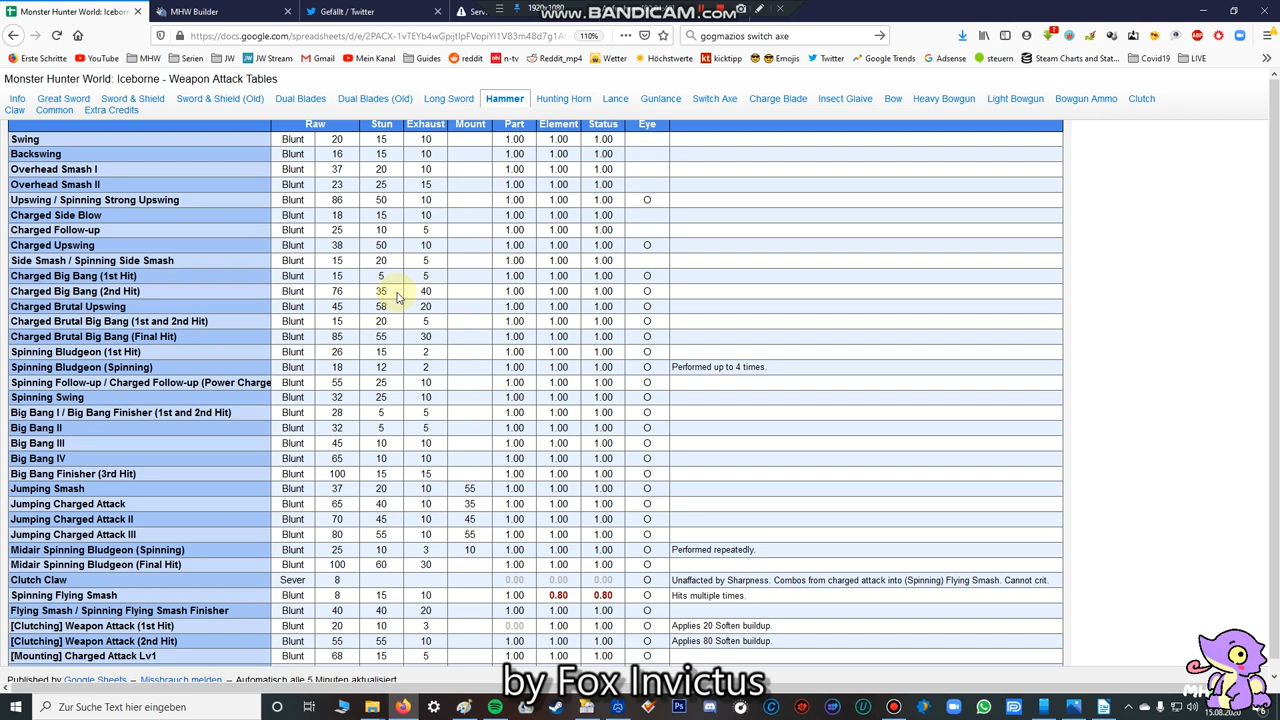 1920×1080
www.BANDICAM.com
Monster Hunter World: Iceborne
MHW Builder
Gefällt / Twitter
Serv
https://docs.google.com/spreadsheets/d/e/2PACX-1vTEYb4wGpijtIpFVopiYl1V83m48d7g1A
110%
gogmazios switch axe
Erste Schritte YouTube MHW Serien JW JW Stream Gmail Mein Kanal Guides reddit n-tv Reddit_mp4 Wetter Höchstwerte kicktipp Emojis Twitter Google Trends Adsense steuern Steam Charts and Stat... Covid19 LIVE
Monster Hunter World: Iceborne - Weapon Attack Tables
Info Great Sword Sword & Shield Sword & Shield (Old) Dual Blades Dual Blades (Old) Long Sword Hammer Hunting Horn Lance Gunlance Switch Axe Charge Blade Insect Glaive Bow Heavy Bowgun Light Bowgun Bowgun Ammo Clutch
Claw Common Extra Credits
Raw Stun Exhaust Mount Part Element Status Eye
Swing Blunt 20 15 10 1.00 1.00 1.00
Backswing Blunt 16 15 10 1.00 1.00 1.00
Overhead Smash I Blunt 37 20 10 1.00 1.00 1.00
Overhead Smash II Blunt 23 25 15 1.00 1.00 1.00
Upswing / Spinning Strong Upswing Blunt 86 50 10 1.00 1.00 1.00 O
Charged Side Blow Blunt 18 15 10 1.00 1.00 1.00
Charged Follow-up Blunt 25 10 5 1.00 1.00 1.00
Charged Upswing Blunt 38 50 10 1.00 1.00 1.00 O
Side Smash / Spinning Side Smash Blunt 15 20 5 1.00 1.00 1.00
Charged Big Bang (1st Hit) Blunt 15 5 5 1.00 1.00 1.00 O
Charged Big Bang (2nd Hit) Blunt 76 35 40 1.00 1.00 1.00 O
Charged Brutal Upswing Blunt 45 58 20 1.00 1.00 1.00 O
Charged Brutal Big Bang (1st and 2nd Hit) Blunt 15 20 5 1.00 1.00 1.00 O
Charged Brutal Big Bang (Final Hit) Blunt 85 55 30 1.00 1.00 1.00 O
Spinning Bludgeon (1st Hit) Blunt 26 15 2 1.00 1.00 1.00 O
Spinning Bludgeon (Spinning) Blunt 18 12 2 1.00 1.00 1.00 O Performed up to 4 times.
Spinning Follow-up / Charged Follow-up (Power Charge Blunt 55 25 10 1.00 1.00 1.00 O
Spinning Swing Blunt 32 25 10 1.00 1.00 1.00 O
Big Bang I / Big Bang Finisher (1st and 2nd Hit) Blunt 28 5 5 1.00 1.00 1.00 O
Big Bang II Blunt 32 5 5 1.00 1.00 1.00 O
Big Bang III Blunt 45 10 10 1.00 1.00 1.00 O
Big Bang IV Blunt 65 10 10 1.00 1.00 1.00 O
Big Bang Finisher (3rd Hit) Blunt 100 15 15 1.00 1.00 1.00 O
Jumping Smash Blunt 37 20 10 55 1.00 1.00 1.00 O
Jumping Charged Attack Blunt 65 40 10 35 1.00 1.00 1.00 O
Jumping Charged Attack II Blunt 70 45 10 45 1.00 1.00 1.00 O
Jumping Charged Attack III Blunt 80 55 10 55 1.00 1.00 1.00 O
Midair Spinning Bludgeon (Spinning) Blunt 25 10 3 10 1.00 1.00 1.00 O Performed repeatedly.
Midair Spinning Bludgeon (Final Hit) Blunt 100 60 30 1.00 1.00 1.00 O
Clutch Claw Sever 8 0.00 0.00 0.00 O Unaffacted by Sharpness. Combos from charged attack into (Spinning) Flying Smash. Cannot crit.
Spinning Flying Smash Blunt 8 15 10 1.00 0.80 0.80 O Hits multiple times.
Flying Smash / Spinning Flying Smash Finisher Blunt 40 40 20 1.00 1.00 1.00 O
[Clutching] Weapon Attack (1st Hit) Blunt 20 10 3 0.00 1.00 1.00 O Applies 20 Soften buildup.
[Clutching] Weapon Attack (2nd Hit) Blunt 55 55 10 1.00 1.00 1.00 O Applies 80 Soften buildup.
[Mounting] Charged Attack Lv1 Blunt 68 15 5 1.00 1.00 1.00 O
Published by Google Sheets – Missbrauch melden – Automatisch alle 5 Minuten aktualisiert
by Fox Invictus
Zur Suche Text hier eingeben
15.08.2020